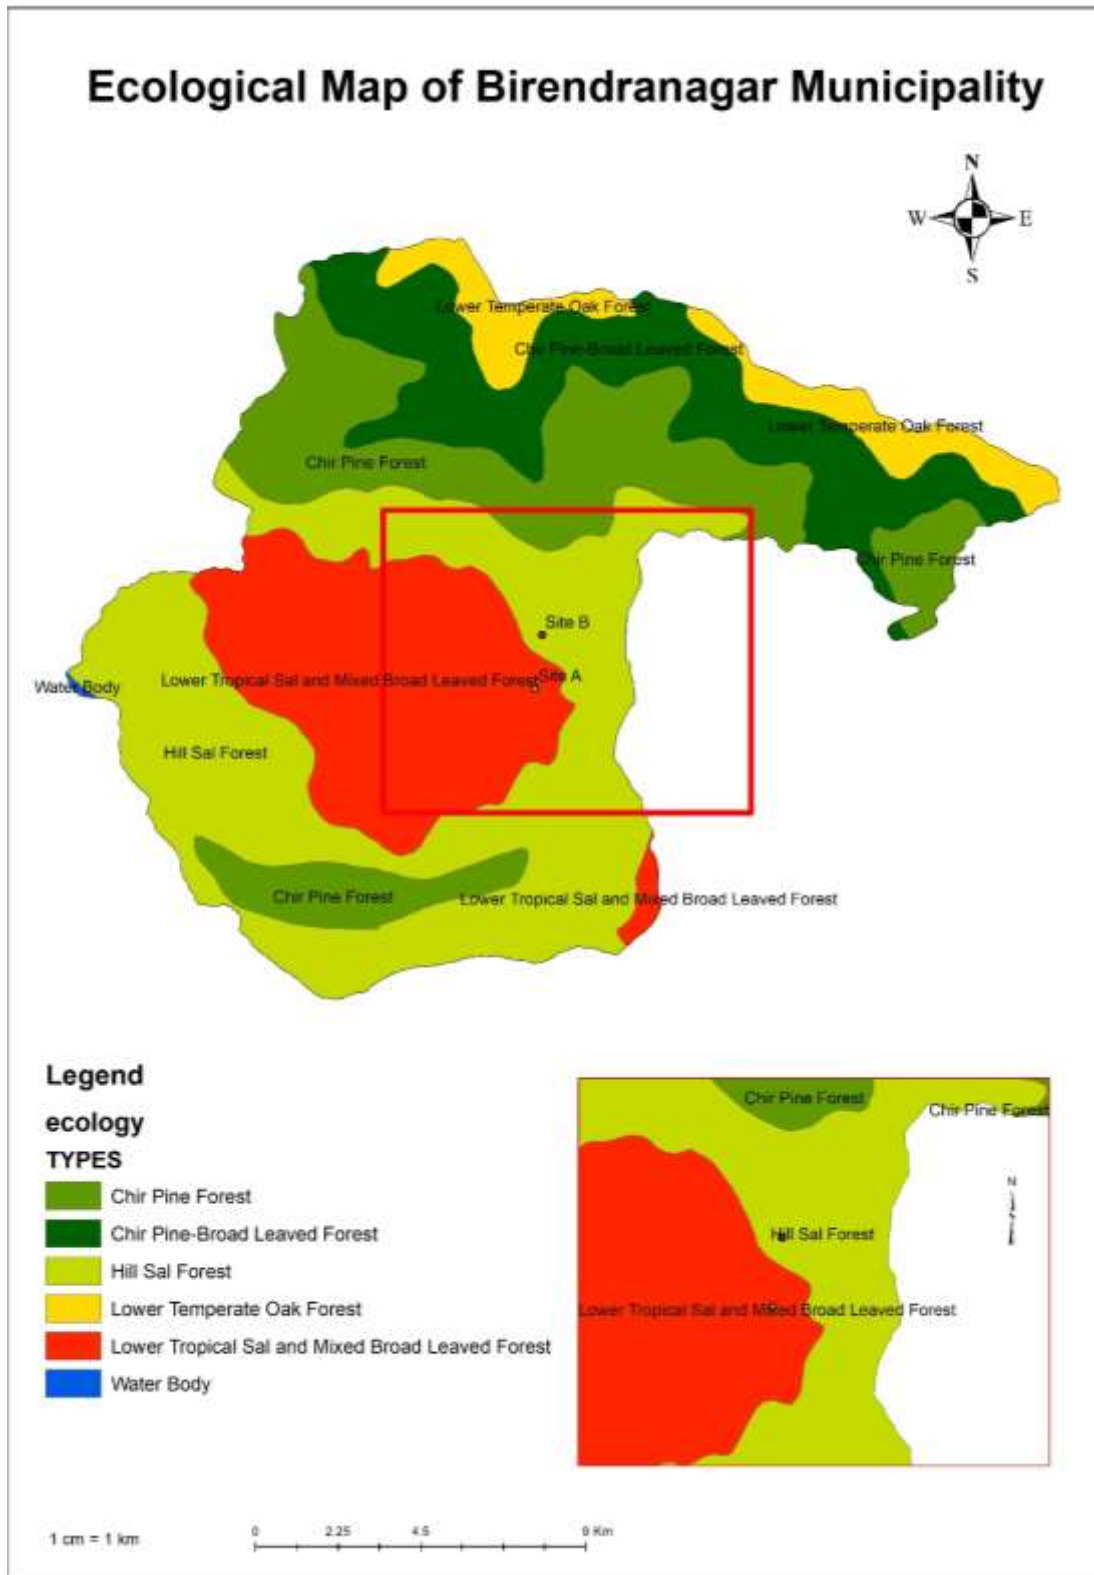 Ecological Map of Birendranagar Municipality
N
W E
S
Lower Temperate Oak Forest
Chir Pine-Broad Leaved Forest
Lower Temperate Oak Forest
Chir Pine Forest
Chir Pine Forest
Site B
Site A
Lower Tropical Sal and Mixed Broad Leaved Forest
Water Body
Hill Sal Forest
Chir Pine Forest
Lower Tropical Sal and Mixed Broad Leaved Forest
Legend
ecology
TYPES
Chir Pine Forest
Chir Pine-Broad Leaved Forest
Hill Sal Forest
Lower Temperate Oak Forest
Lower Tropical Sal and Mixed Broad Leaved Forest
Water Body
Chir Pine Forest
Chir Pine Forest
N
Hill Sal Forest
Lower Tropical Sal and Mixed Broad Leaved Forest
1 cm = 1 km
0 2.25 4.5 9 Km